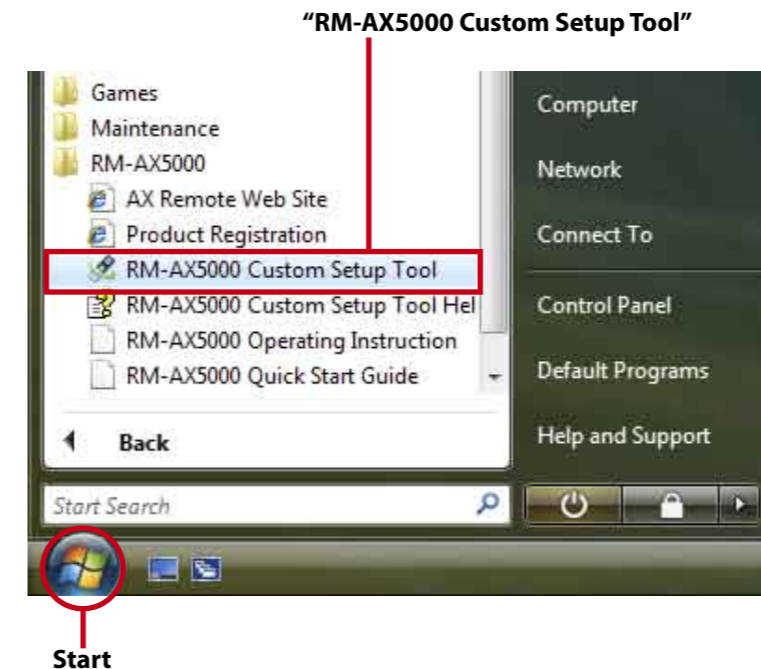 “RM-AX5000 Custom Setup Tool”
Games
Maintenance
RM-AX5000
AX Remote Web Site
Product Registration
RM-AX5000 Custom Setup Tool
RM-AX5000 Custom Setup Tool Hel
RM-AX5000 Operating Instruction
RM-AX5000 Quick Start Guide
Back
Start Search
Computer
Network
Connect To
Control Panel
Default Programs
Help and Support
Start